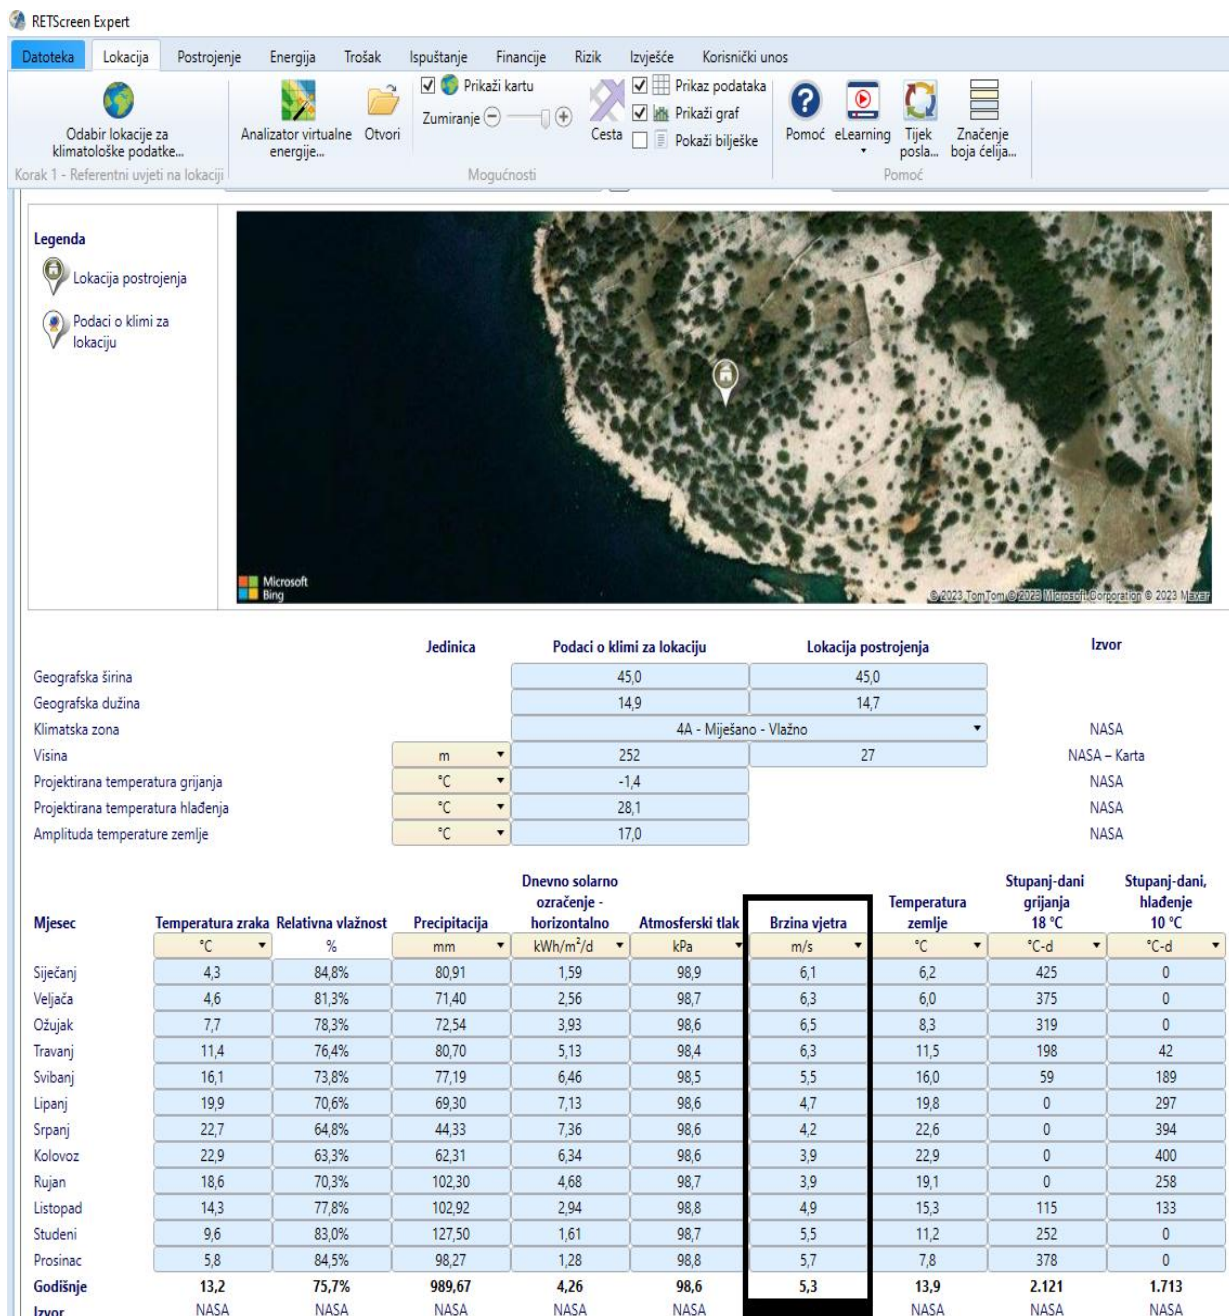 RETScreen Expert
Datoteka Lokacija Postrojenje Energija Trošak Ispuštanje Financije Rizik Izvješće Korisnički unos
Odabir lokacije za klimatološke podatke...
Analizator virtualne energije...
Otvori
Prikaži kartu
Zumiranje
Cesta
Prikaz podataka
Prikaži graf
Pokaži bilješke
Pomoć
eLearning
Tijek posla...
Značenje boja ćelija...
Korak 1 - Referentni uvjeti na lokaciji
Mogućnosti
Pomoć
Legenda
Lokacija postrojenja
Podaci o klimi za
lokaciju
Microsoft
Bing
© 2023 TomTom © 2023 Microsoft Corporation © 2023 Maxar
Jedinica Podaci o klimi za lokaciju Lokacija postrojenja Izvor
Geografska širina 45,0 45,0
Geografska dužina 14,9 14,7
Klimatska zona 4A - Miješano - Vlažno NASA
Visina m 252 27 NASA – Karta
Projektirana temperatura grijanja °C -1,4 NASA
Projektirana temperatura hlađenja °C 28,1 NASA
Amplituda temperature zemlje °C 17,0 NASA
Mjesec Temperatura zraka Relativna vlažnost Precipitacija Dnevno solarno ozračenje - horizontalno Atmosferski tlak Brzina vjetra Temperatura zemlje Stupanj-dani grijanja 18 °C Stupanj-dani, hlađenje 10 °C
°C % mm kWh/m²/d kPa m/s °C °C-d °C-d
Siječanj 4,3 84,8% 80,91 1,59 98,9 6,1 6,2 425 0
Veljača 4,6 81,3% 71,40 2,56 98,7 6,3 6,0 375 0
Ožujak 7,7 78,3% 72,54 3,93 98,6 6,5 8,3 319 0
Travanj 11,4 76,4% 80,70 5,13 98,4 6,3 11,5 198 42
Svibanj 16,1 73,8% 77,19 6,46 98,5 5,5 16,0 59 189
Lipanj 19,9 70,6% 69,30 7,13 98,6 4,7 19,8 0 297
Srpanj 22,7 64,8% 44,33 7,36 98,6 4,2 22,6 0 394
Kolovoz 22,9 63,3% 62,31 6,34 98,6 3,9 22,9 0 400
Rujan 18,6 70,3% 102,30 4,68 98,7 3,9 19,1 0 258
Listopad 14,3 77,8% 102,92 2,94 98,8 4,9 15,3 115 133
Studeni 9,6 83,0% 127,50 1,61 98,7 5,5 11,2 252 0
Prosinac 5,8 84,5% 98,27 1,28 98,8 5,7 7,8 378 0
Godišnje 13,2 75,7% 989,67 4,26 98,6 5,3 13,9 2.121 1.713
Izvor NASA NASA NASA NASA NASA NASA NASA NASA